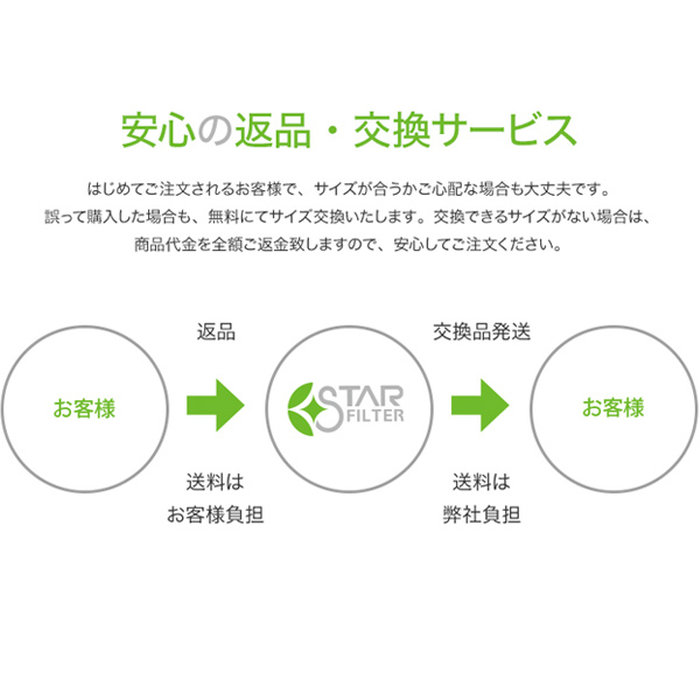 安心の返品・交換サービス
はじめてご注文されるお客様で、サイズが合うかご心配な場合も大丈夫です。
誤って購入した場合も、無料にてサイズ交換いたします。交換できるサイズがない場合は、
商品代金を全額ご返金致しますので、安心してご注文ください。
返品
交換品発送
お客様
STAR
FILTER
お客様
送料は
お客様負担
送料は
弊社負担